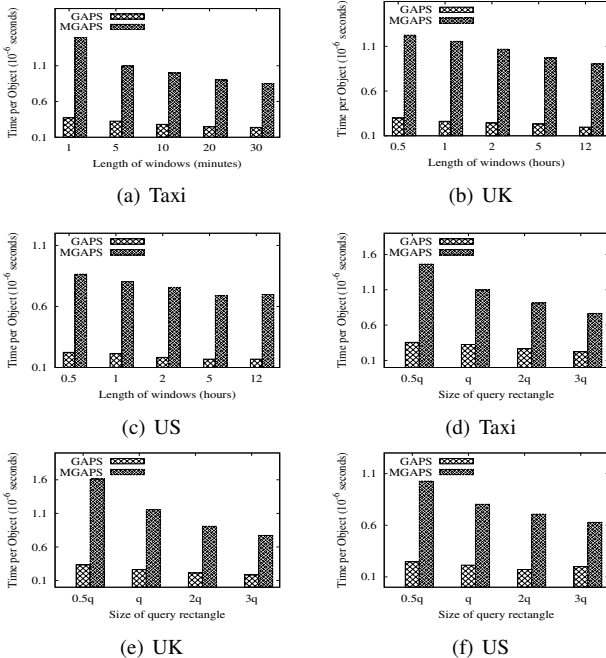 GAPS
MGAPS
Time per Object (10⁻⁶ seconds)
1.1
0.6
0.1
1 5 10 20 30
Length of windows (minutes)
(a) Taxi
GAPS
MGAPS
Time per Object (10⁻⁶ seconds)
1.1
0.6
0.1
0.5 1 2 5 12
Length of windows (hours)
(b) UK
GAPS
MGAPS
Time per Object (10⁻⁶ seconds)
1.1
0.6
0.1
0.5 1 2 5 12
Length of windows (hours)
(c) US
GAPS
MGAPS
Time per Object (10⁻⁶ seconds)
1.6
1.1
0.6
0.1
0.5q q 2q 3q
Size of query rectangle
(d) Taxi
GAPS
MGAPS
Time per Object (10⁻⁶ seconds)
1.6
1.1
0.6
0.1
0.5q q 2q 3q
Size of query rectangle
(e) UK
GAPS
MGAPS
Time per Object (10⁻⁶ seconds)
1.1
0.6
0.1
0.5q q 2q 3q
Size of query rectangle
(f) US